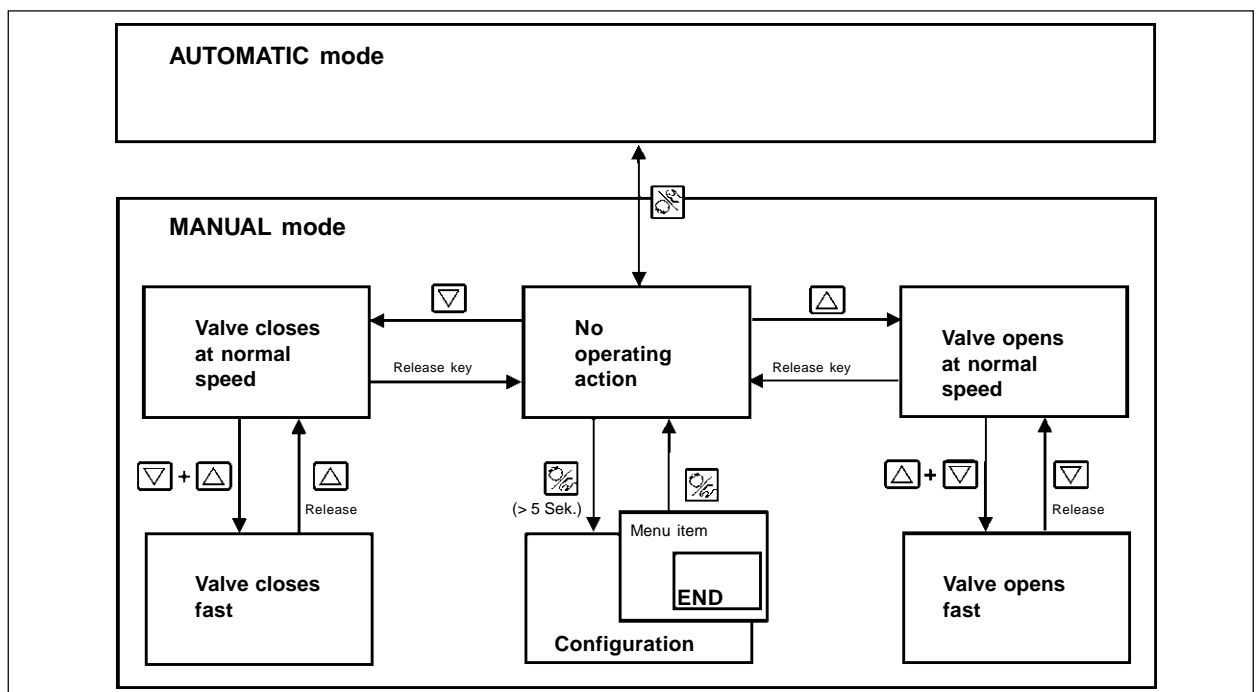 AUTOMATIC mode
MANUAL mode
Valve closes
at normal
speed
No
operating
action
Valve opens
at normal
speed
Release key
Release key
+
+
(> 5 Sek.)
Release
Release
Menu item
END
Valve closes
fast
Configuration
Valve opens
fast